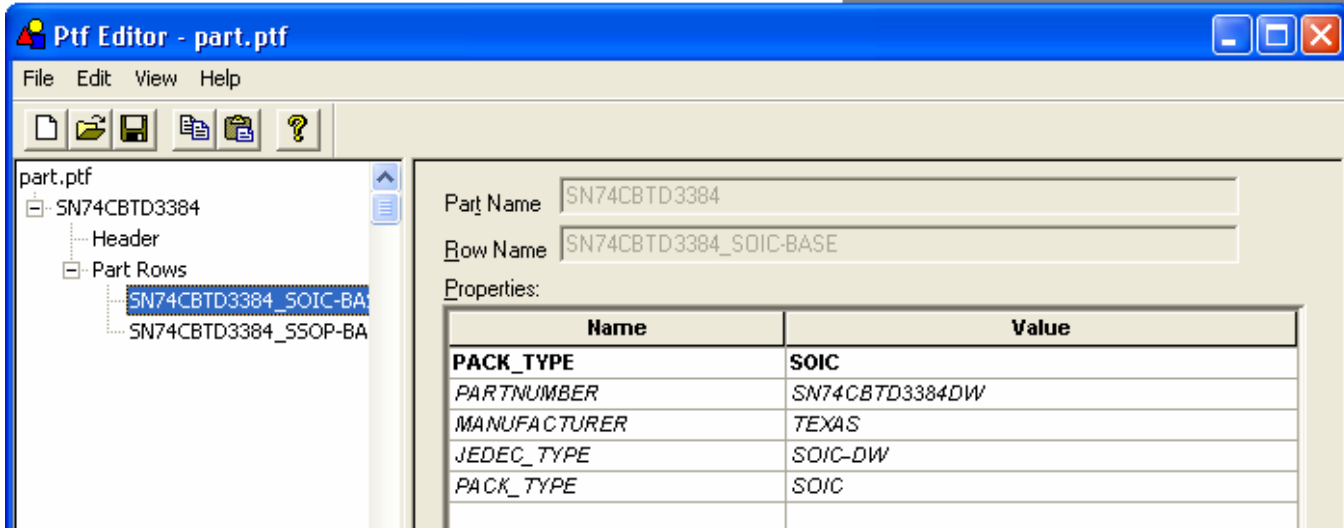 Ptf Editor - part.ptf
File Edit View Help
part.ptf
SN74CBTD3384
Header
Part Rows
SN74CBTD3384_SOIC-BA
SN74CBTD3384_SSOP-BA
Part Name SN74CBTD3384
Row Name SN74CBTD3384_SOIC-BASE
Properties:
Name Value
PACK_TYPE SOIC
PARTNUMBER SN74CBTD3384DW
MANUFACTURER TEXAS
JEDEC_TYPE SOIC-DW
PACK_TYPE SOIC